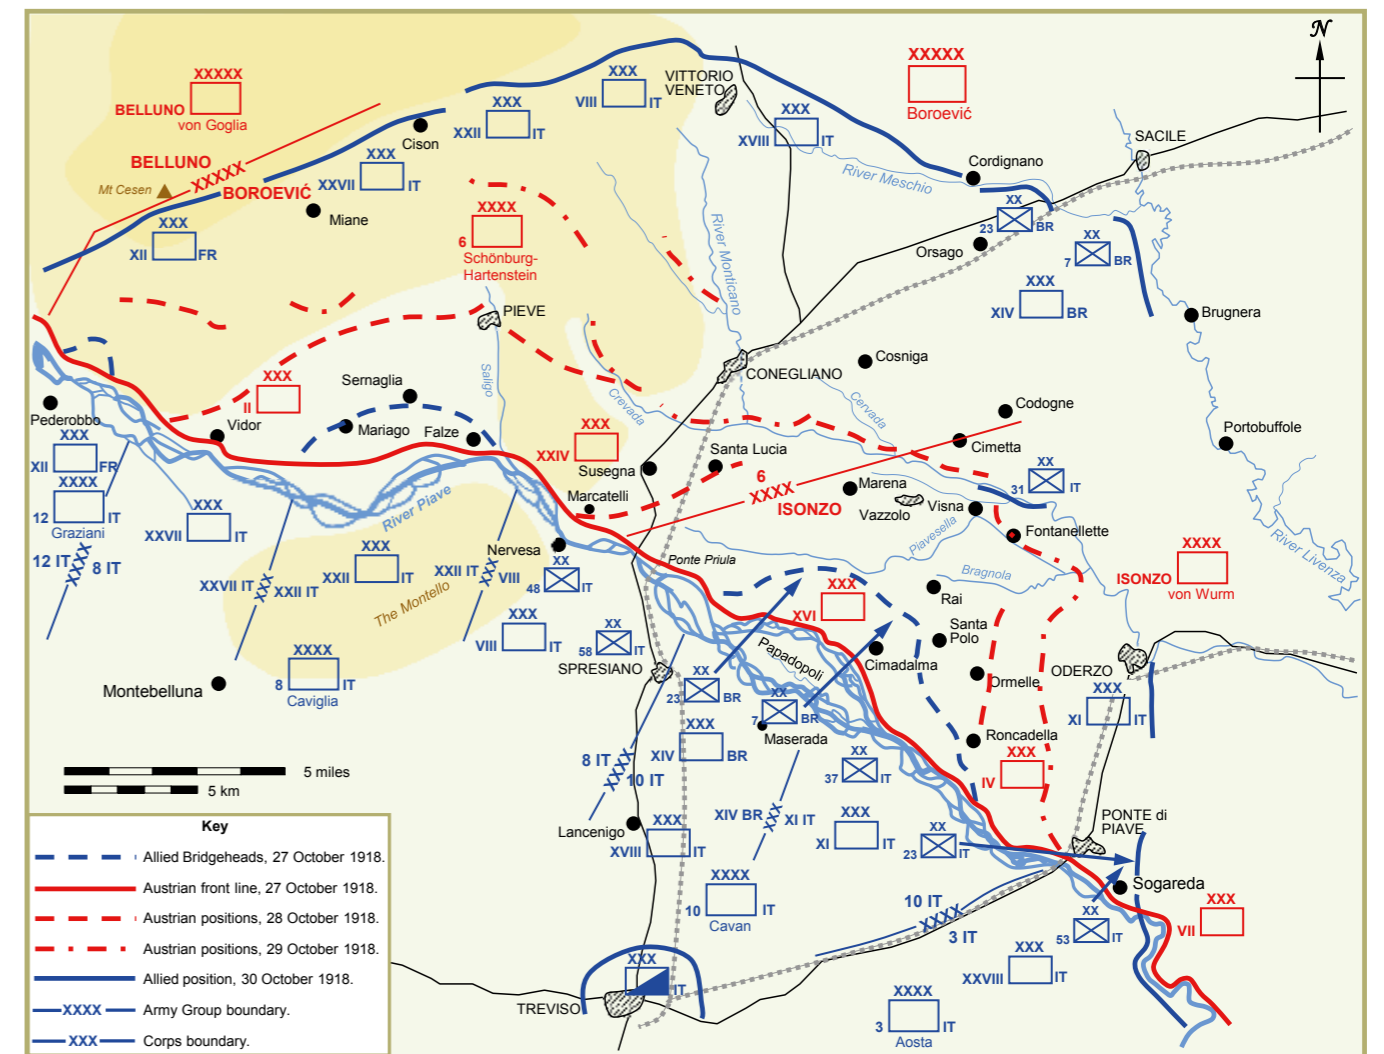 N
XXXXX
BELLUNO
von Goglia
BELLUNO
XXXXX
BOROEVIĆ
Mt Cesen
Cison
XXX
XXII IT
XXX
VIII IT
VITTORIO
VENETO
XXX
XVIII IT
XXXXX
Boroević
SACILE
Cordignano
River Meschio
XX
23 BR
Orsago
XX
7 BR
XXX
XIV BR
Brugnera
XXX
XXVII IT
Miane
XXX
XII FR
XXXX
6
Schönburg-
Hartenstein
River Monticano
PIEVE
Saligo
CONEGLIANO
Cosniga
Crevada
Cervada
Codogne
Cimetta
Portobuffole
Pederobbo
XXX
XII FR
XXXX
12 IT
Graziani
XXX
II
Vidor
Sernaglia
Mariago
Falze
XXX
XXIV
Susegna
Santa Lucia
Marcatelli
6
XXXX
ISONZO
Marena
Vazzolo
Visna
XX
31 IT
Fontanellette
Piavesella
Bragnola
River Livenza
XXXX
ISONZO
von Wurm
River Piave
XXX
XXVII IT
12 IT
XXX
8 IT
XXVII IT
XX
XXII IT
XXX
XXII IT
The Montello
XXII IT
XXX
VIII
Nervesa
XX
48 IT
Ponte Priula
XXX
VIII IT
XX
58 IT
SPRESIANO
XXXX
8 IT
Caviglia
Montebelluna
XXX
XVI
Papadopoli
Cimadalma
Rai
Santa
Polo
Ormelle
Roncadella
ODERZO
XXX
XI IT
XX
23 BR
XX
7 BR
Maserada
XXX
XIV BR
8 IT
XXXX
10 IT
XX
37 IT
XXX
IV
XIV BR
XXX
XI IT
XXX
XI IT
XX
23 IT
PONTE di
PIAVE
Sogareda
Lancenigo
XXX
XVIII IT
XXXX
10 IT
Cavan
10 IT
XXXX
3 IT
XX
53 IT
XXX
VII
XXX
XXVIII IT
XXX
IT
TREVISO
XXXX
3 IT
Aosta
5 miles
5 km
Key
Allied Bridgeheads, 27 October 1918.
Austrian front line, 27 October 1918.
Austrian positions, 28 October 1918.
Austrian positions, 29 October 1918.
Allied position, 30 October 1918.
XXXX Army Group boundary.
XXX Corps boundary.